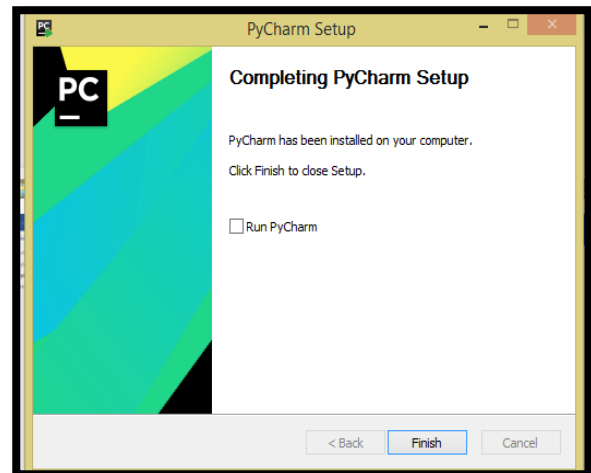 PC
PyCharm Setup
PC
Completing PyCharm Setup
PyCharm has been installed on your computer.
Click Finish to close Setup.
Run PyCharm
< Back
Finish
Cancel